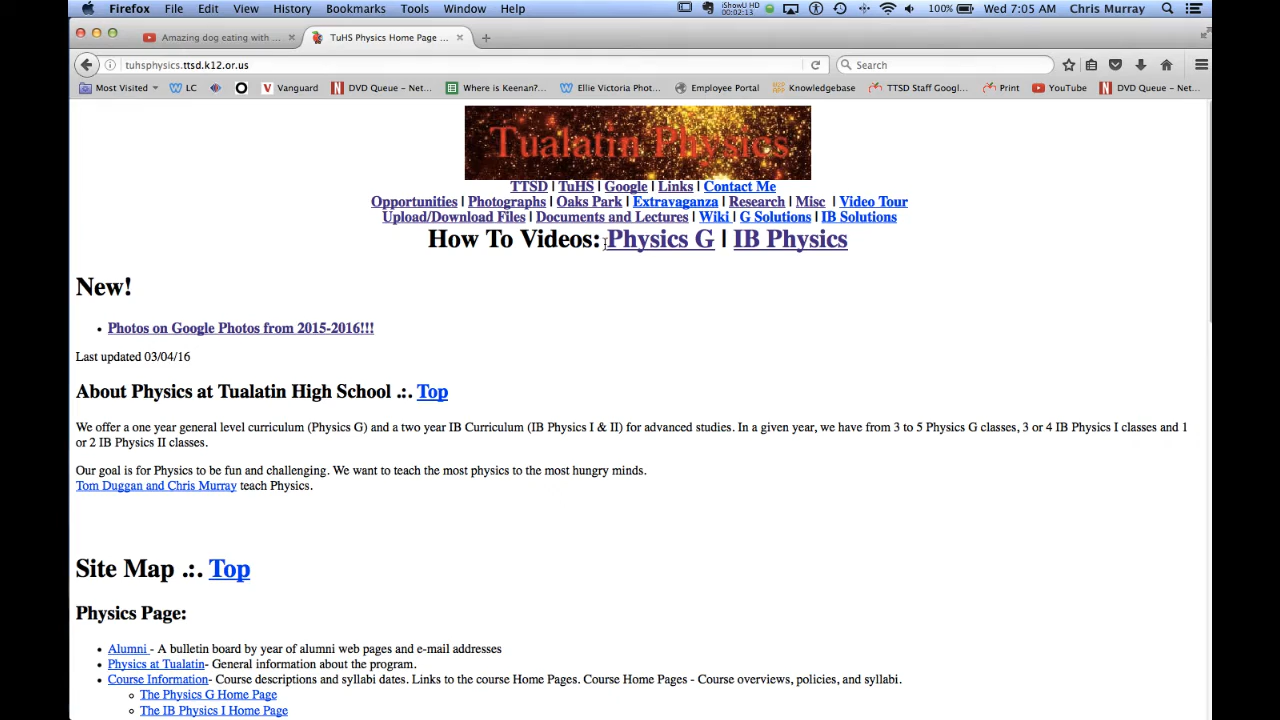 Firefox File Edit View History Bookmarks Tools Window Help iShowU HD 00:02:13 100% Wed 7:05 AM Chris Murray
Amazing dog eating with ... TuHS Physics Home Page ...
tuhsphysics.ttsd.k12.or.us Search
Most Visited LC Vanguard DVD Queue - Net... Where is Keenan?... Ellie Victoria Phot... Employee Portal Knowledgebase TTSD Staff Googl... Print YouTube DVD Queue - Net...
Tualatin Physics
TTSD | TuHS | Google | Links | Contact Me
Opportunities | Photographs | Oaks Park | Extravaganza | Research | Misc | Video Tour
Upload/Download Files | Documents and Lectures | Wiki | G Solutions | IB Solutions
How To Videos: Physics G | IB Physics
New!
• Photos on Google Photos from 2015-2016!!!
Last updated 03/04/16
About Physics at Tualatin High School .:. Top
We offer a one year general level curriculum (Physics G) and a two year IB Curriculum (IB Physics I & II) for advanced studies. In a given year, we have from 3 to 5 Physics G classes, 3 or 4 IB Physics I classes and 1
or 2 IB Physics II classes.
Our goal is for Physics to be fun and challenging. We want to teach the most physics to the most hungry minds.
Tom Duggan and Chris Murray teach Physics.
Site Map .:. Top
Physics Page:
• Alumni - A bulletin board by year of alumni web pages and e-mail addresses
• Physics at Tualatin- General information about the program.
• Course Information- Course descriptions and syllabi dates. Links to the course Home Pages. Course Home Pages - Course overviews, policies, and syllabi.
The Physics G Home Page
The IB Physics I Home Page